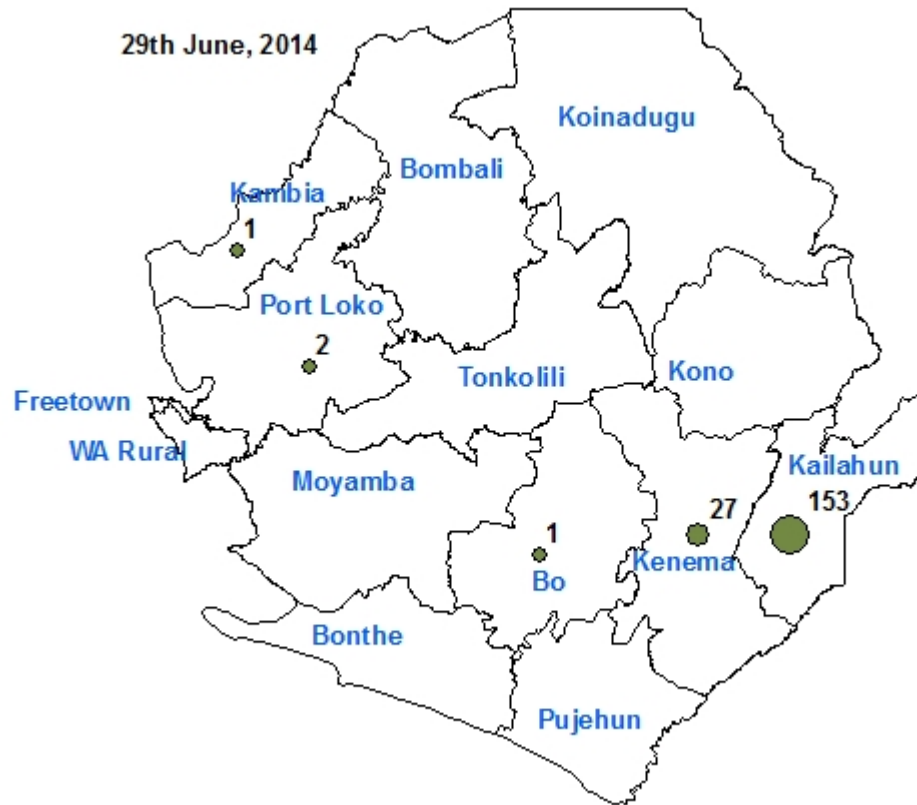 29th June, 2014
Koinadugu
Bombali
Kambia
1
Port Loko
2
Tonkolili
Kono
Freetown
WA Rural
Moyamba
Kailahun
153
27
1
Kenema
Bo
Bonthe
Pujehun